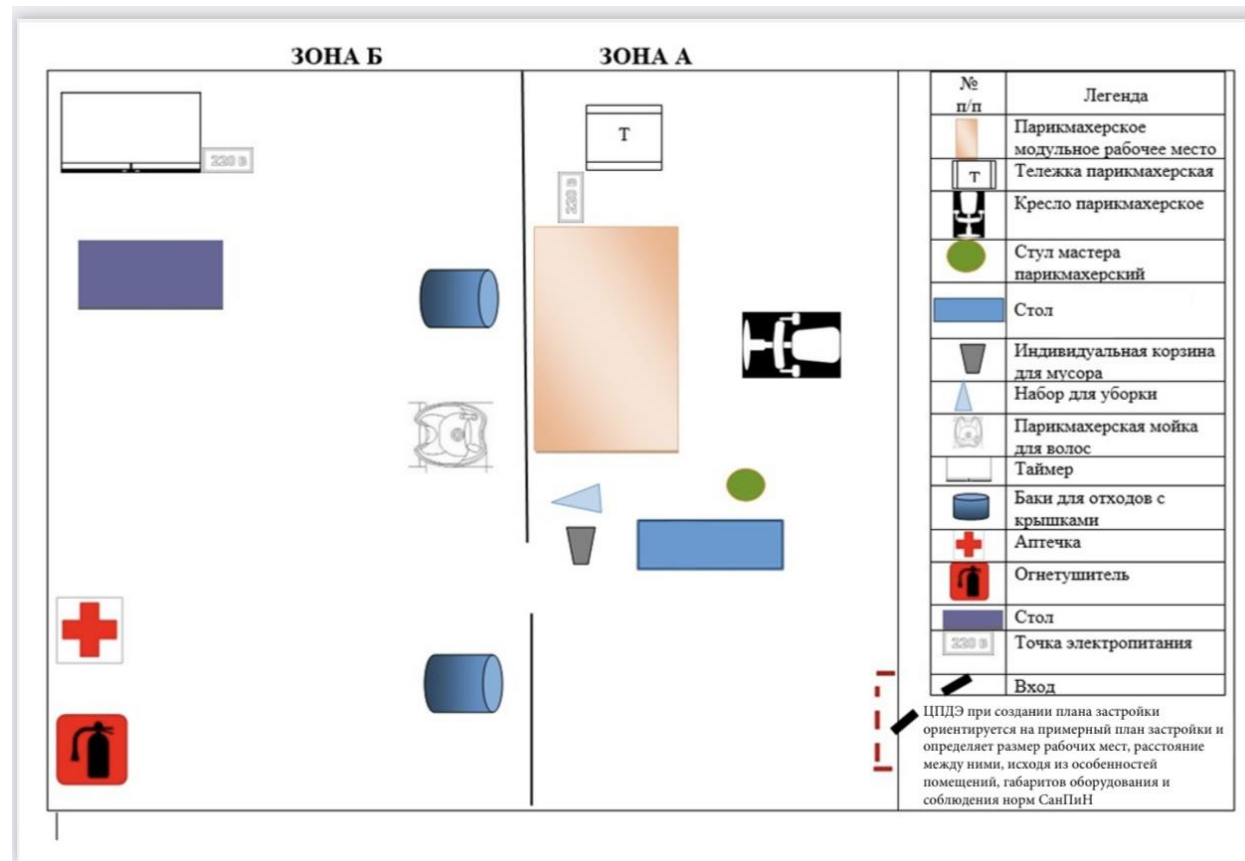 ЗОНА Б
ЗОНА А
220 В
Т
220 В
№
п/п
Легенда
Парикмахерское
модульное рабочее место
Т
Тележка парикмахерская
Кресло парикмахерское
Стул мастера
парикмахерский
Стол
Индивидуальная корзина
для мусора
Набор для уборки
Парикмахерская мойка
для волос
Таймер
Баки для отходов с
крышками
Аптечка
Огнетушитель
Стол
220 В
Точка электропитания
Вход
ЦПДЭ при создании плана застройки
ориентируется на примерный план застройки и
определяет размер рабочих мест, расстояние
между ними, исходя из особенностей
помещений, габаритов оборудования и
соблюдения норм СанПиН